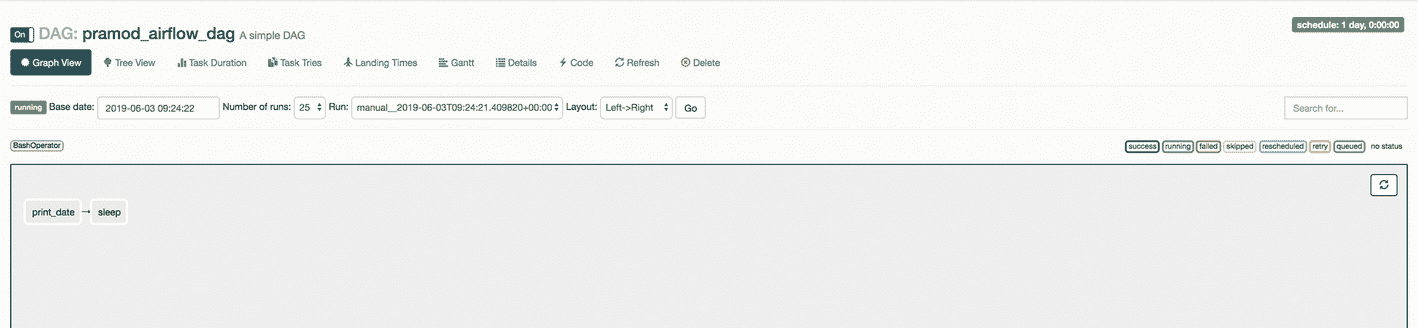 On DAG: pramod_airflow_dag A simple DAG schedule: 1 day, 0:00:00
Graph View Tree View Task Duration Task Tries Landing Times Gantt Details Code Refresh Delete
running Base date: 2019-06-03 09:24:22 Number of runs: 25 Run: manual__2019-06-03T09:24:21.409820+00:00 Layout: Left->Right Go Search for...
BashOperator success running failed skipped rescheduled retry queued no status
print_date → sleep